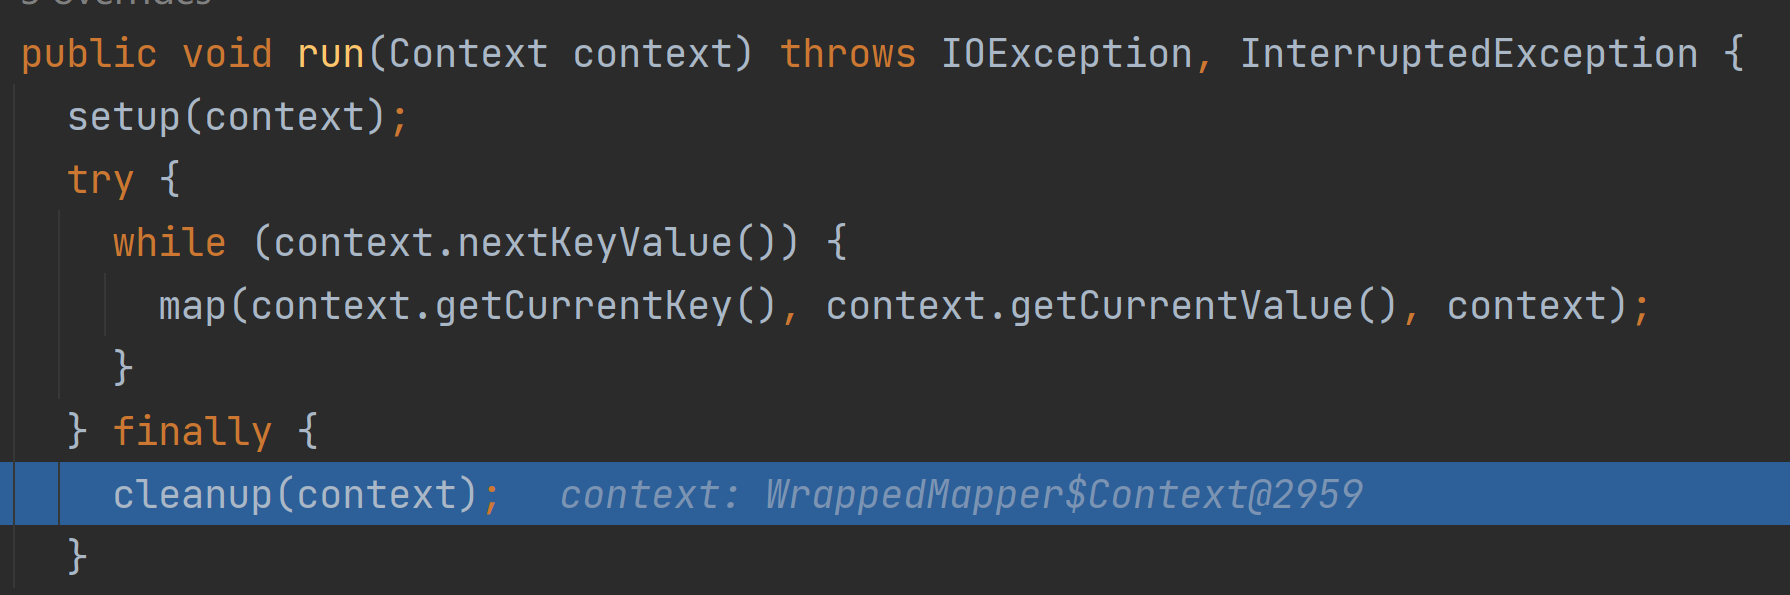 overrides
public void run(Context context) throws IOException, InterruptedException {
setup(context);
try {
while (context.nextKeyValue()) {
map(context.getCurrentKey(), context.getCurrentValue(), context);
}
} finally {
cleanup(context); context: WrappedMapper$Context@2959
}